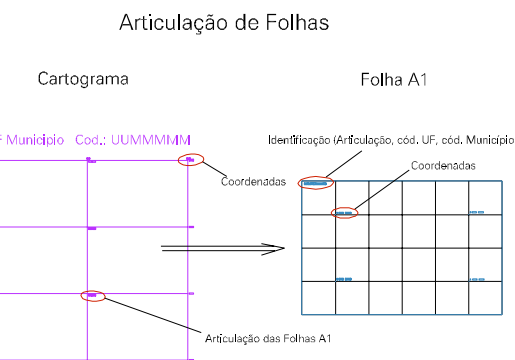 Articulação de Folhas
Cartograma
Folha A1
F Municipio Cod.: UUMMMMM
Identificação (Articulação, cód. UF, cód. Município
Coordenadas
Coordenadas
Articulação das Folhas A1